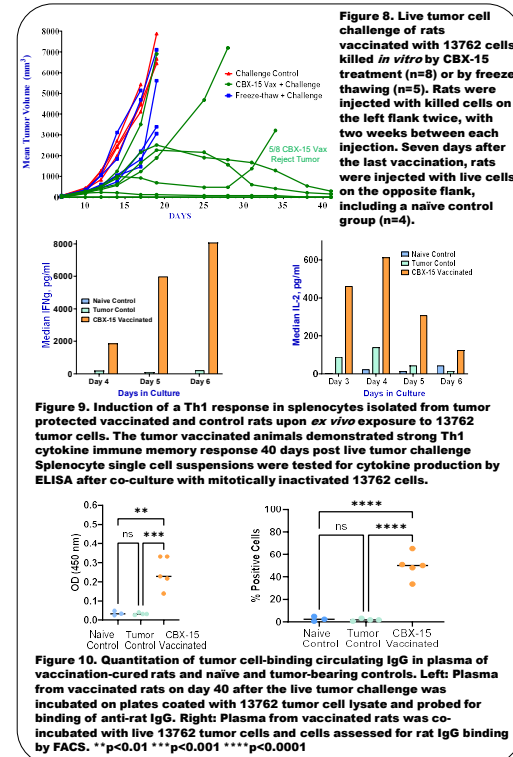 Figure 8. Live tumor cell
challenge of rats
vaccinated with 13762 cells
killed in vitro by CBX-15
treatment (n=8) or by freeze
thawing (n=5). Rats were
injected with killed cells on
the left flank twice, with
two weeks between each
injection. Seven days after
the last vaccination, rats
were injected with live cells
on the opposite flank,
including a naïve control
group (n=4).
Mean Tumor Volume (mm3)
8000
7000
6000
5000
4000
3000
2000
1000
0
Challenge Control
CBX-15 Vax + Challenge
Freeze-thaw + Challenge
5/8 CBX-15 Vax
Reject Tumor
10 15 20 25 30 35 40
DAYS
Median IFNg, pg/ml
8000
6000
4000
2000
0
Naive Control
Tumor Contol
CBX-15 Vaccinated
Day 4 Day 5 Day 6
Days in Culture
Median IL-2, pg/ml
600
400
200
0
Naive Control
Tumor Contol
CBX-15 Vaccinated
Day 3 Day 4 Day 5 Day 6
Days in Culture
Figure 9. Induction of a Th1 response in splenocytes isolated from tumor
protected vaccinated and control rats upon ex vivo exposure to 13762
tumor cells. The tumor vaccinated animals demonstrated strong Th1
cytokine immune memory response 40 days post live tumor challenge
Splenocyte single cell suspensions were tested for cytokine production by
ELISA after co-culture with mitotically inactivated 13762 cells.
OD (450 nm)
0.6
0.5
0.4
0.3
0.2
0.1
0.0
**
ns ***
Naive Tumor CBX-15
Control Control Vaccinated
% Positive Cells
100
80
60
40
20
0
****
ns ****
Naive Tumor CBX-15
Control Control Vaccinated
Figure 10. Quantitation of tumor cell-binding circulating IgG in plasma of
vaccination-cured rats and naïve and tumor-bearing controls. Left: Plasma
from vaccinated rats on day 40 after the live tumor challenge was
incubated on plates coated with 13762 tumor cell lysate and probed for
binding of anti-rat IgG. Right: Plasma from vaccinated rats was co-
incubated with live 13762 tumor cells and cells assessed for rat IgG binding
by FACS. **p<0.01 ***p<0.001 ****p<0.0001